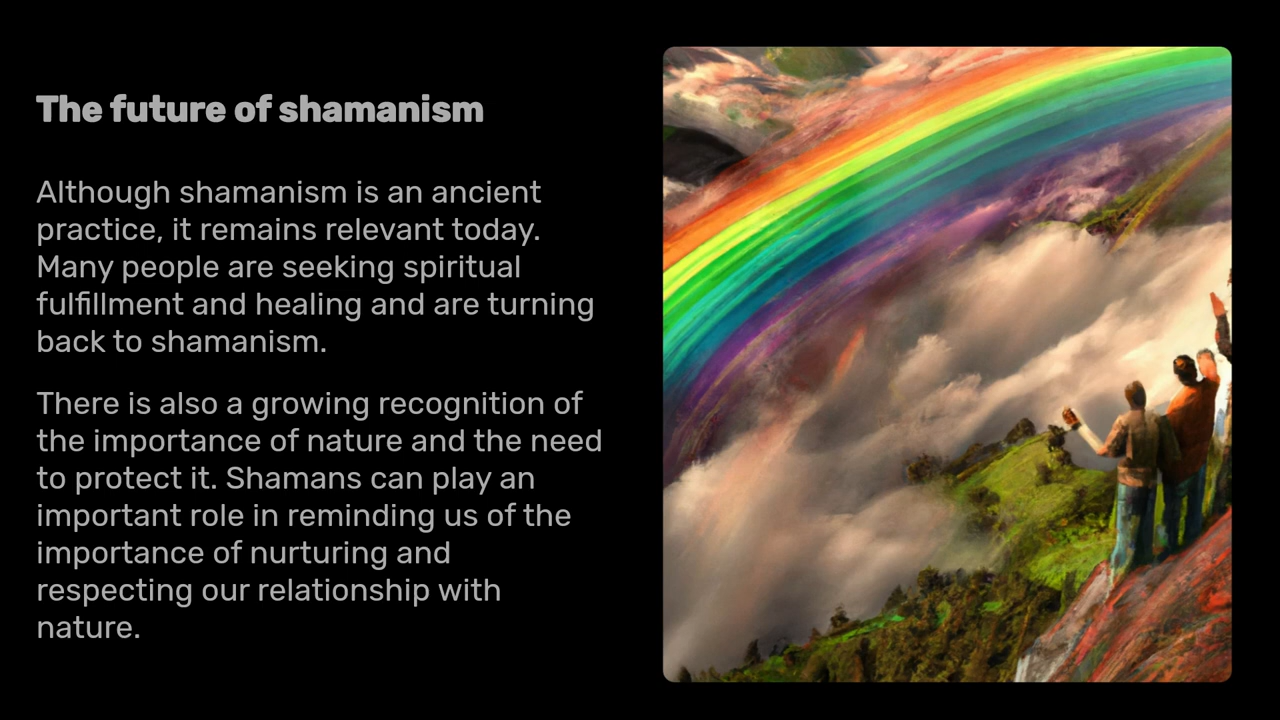 The future of shamanism
Although shamanism is an ancient
practice, it remains relevant today.
Many people are seeking spiritual
fulfillment and healing and are turning
back to shamanism.
There is also a growing recognition of
the importance of nature and the need
to protect it. Shamans can play an
important role in reminding us of the
importance of nurturing and
respecting our relationship with
nature.